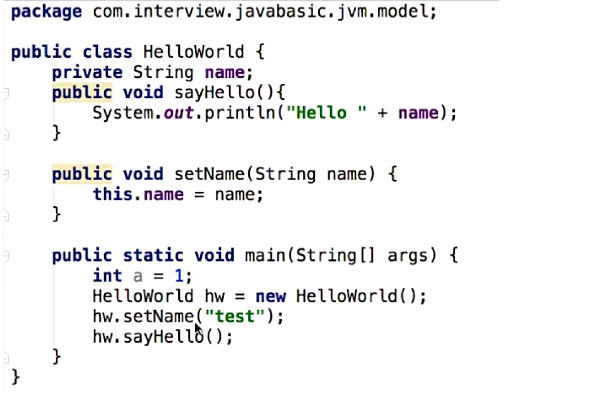 package com.interview.javabasic.jvm.model;
public class HelloWorld {
private String name;
public void sayHello(){
System.out.println("Hello " + name);
}
public void setName(String name) {
this.name = name;
}
public static void main(String[] args) {
int a = 1;
HelloWorld hw = new HelloWorld();
hw.setName("test");
hw.sayHello();
}
}